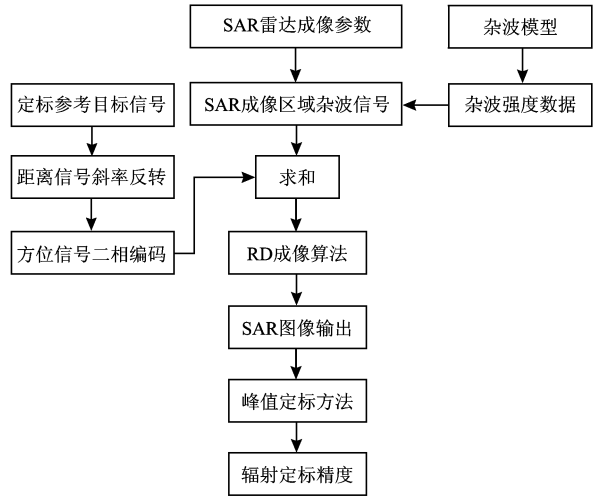 SAR雷达成像参数
杂波模型
定标参考目标信号
SAR成像区域杂波信号
杂波强度数据
距离信号斜率反转
求和
方位信号二相编码
RD成像算法
SAR图像输出
峰值定标方法
辐射定标精度